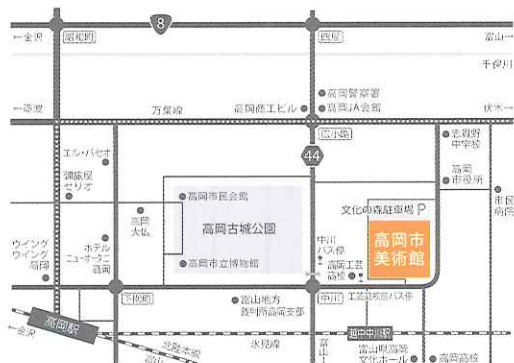 8
←金沢
昭和町
四屋
富山→
千保川
高岡警察署
高岡JA会館
←砺波
万葉線
高岡商工ビル
伏木→
広小路
志貴野
中学校
エル・パセオ
44
高岡
市役所
御旅屋
セリオ
市民
病院
高岡市民会館
文化の森駐車場 P
高岡
大仏
高岡古城公園
高岡市
美術館
ウイング
ウイング
高岡
ホテル
ニューオータニ
高岡
中川
バス停
高岡工芸
高校
高岡市立博物館
下関町
富山地方
裁判所高岡支部
中川
工芸高校前バス停
高岡駅
←金沢
北陸本線
氷見線
越中中川駅
富山県高岡
文化ホール
高岡高校